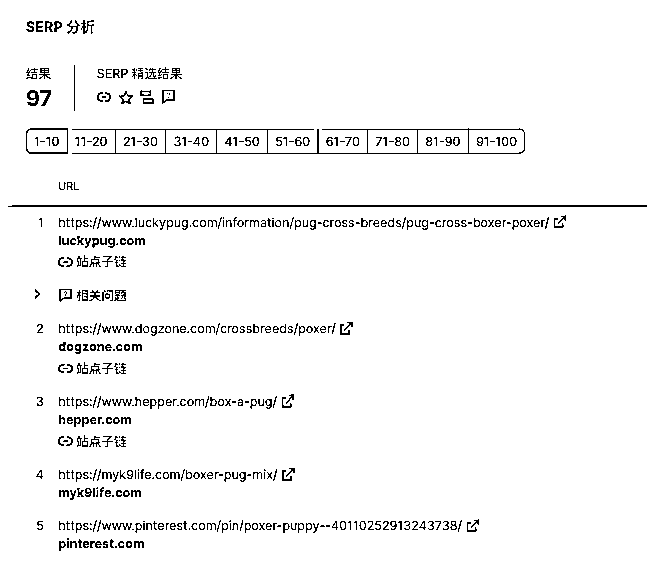 SERP 分析
结果
SERP 精选结果
97
1-10 11-20 21-30 31-40 41-50 51-60 61-70 71-80 81-90 91-100
URL
1 https://www.luckypug.com/information/pug-cross-breeds/pug-cross-boxer-poxer/
luckypug.com
站点子链
相关问题
2 https://www.dogzone.com/crossbreeds/poxer/
dogzone.com
站点子链
3 https://www.hepper.com/box-a-pug/
hepper.com
站点子链
4 https://myk9life.com/boxer-pug-mix/
myk9life.com
5 https://www.pinterest.com/pin/poxer-puppy--40110252913243738/
pinterest.com